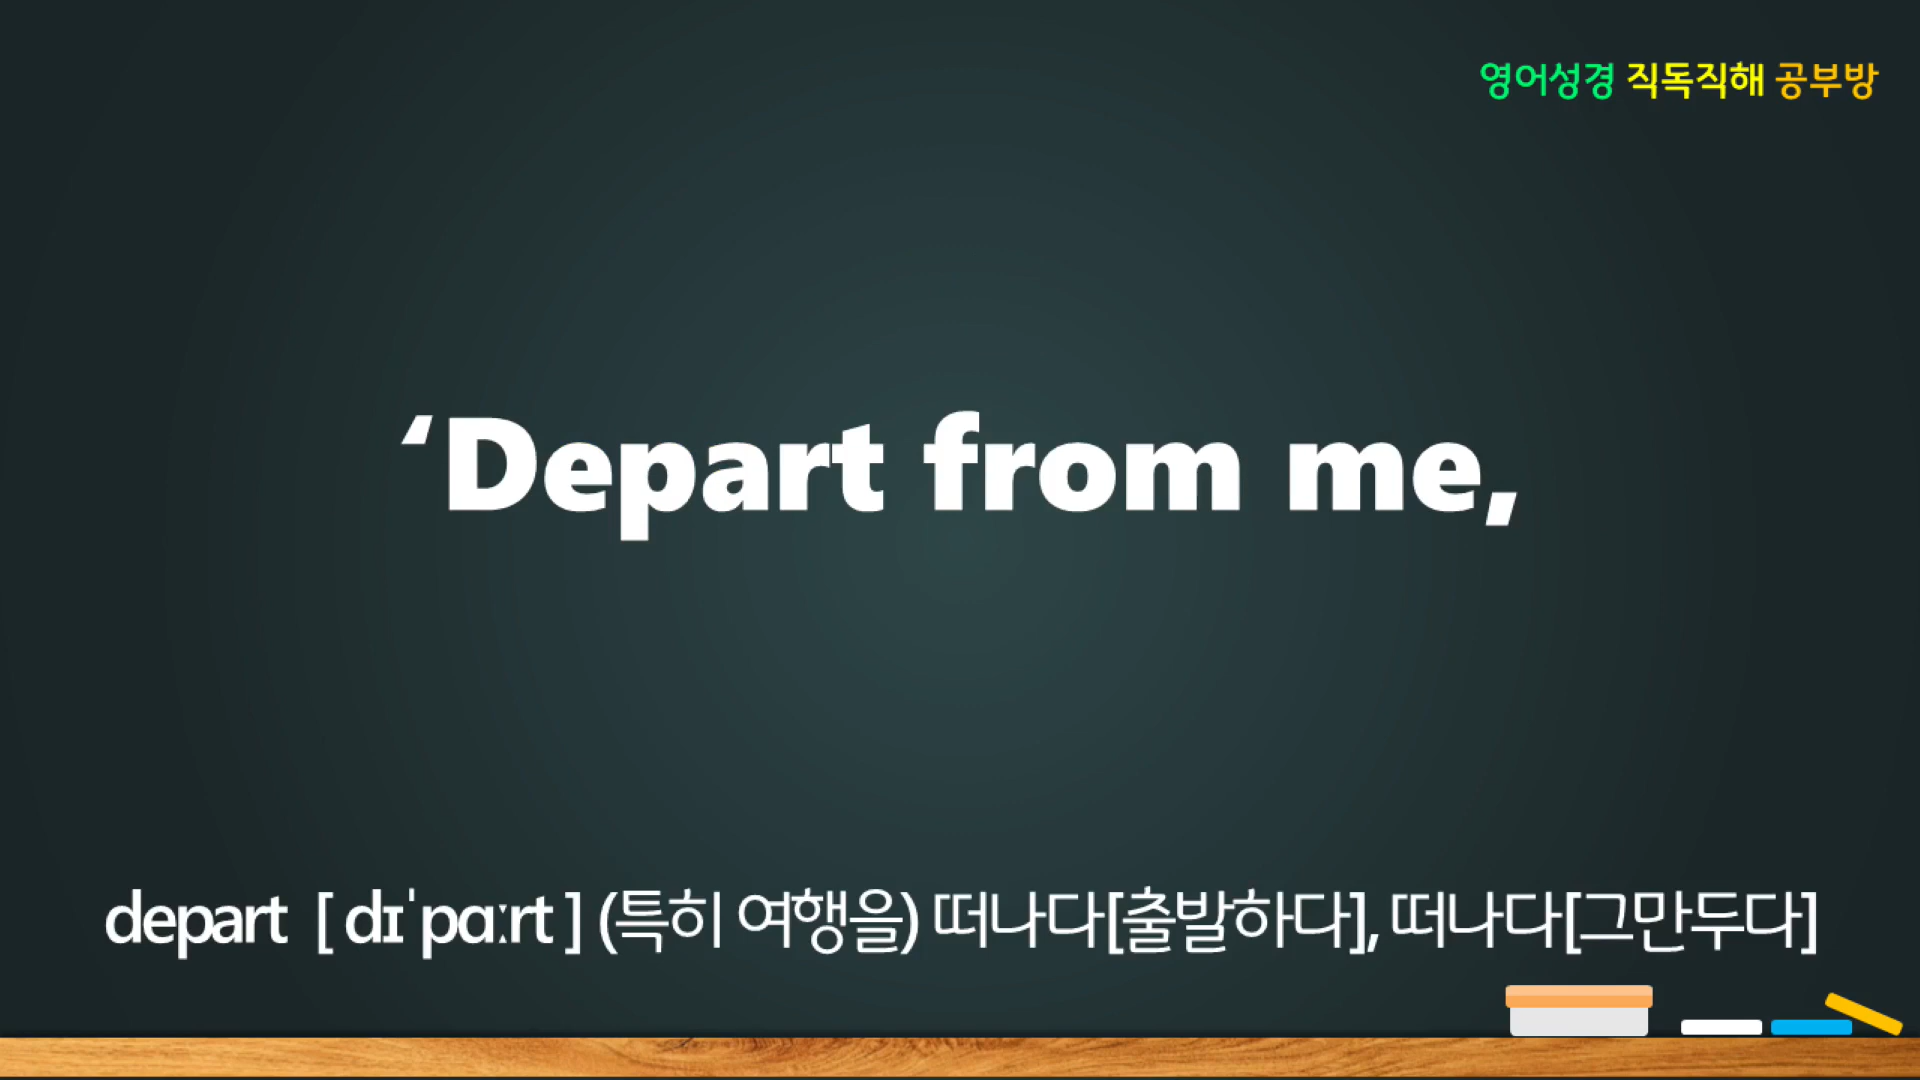 영어성경 직독직해 공부방
‘Depart from me,
depart [ dɪˈpɑːrt ] (특히 여행을) 떠나다[출발하다], 떠나다[그만두다]